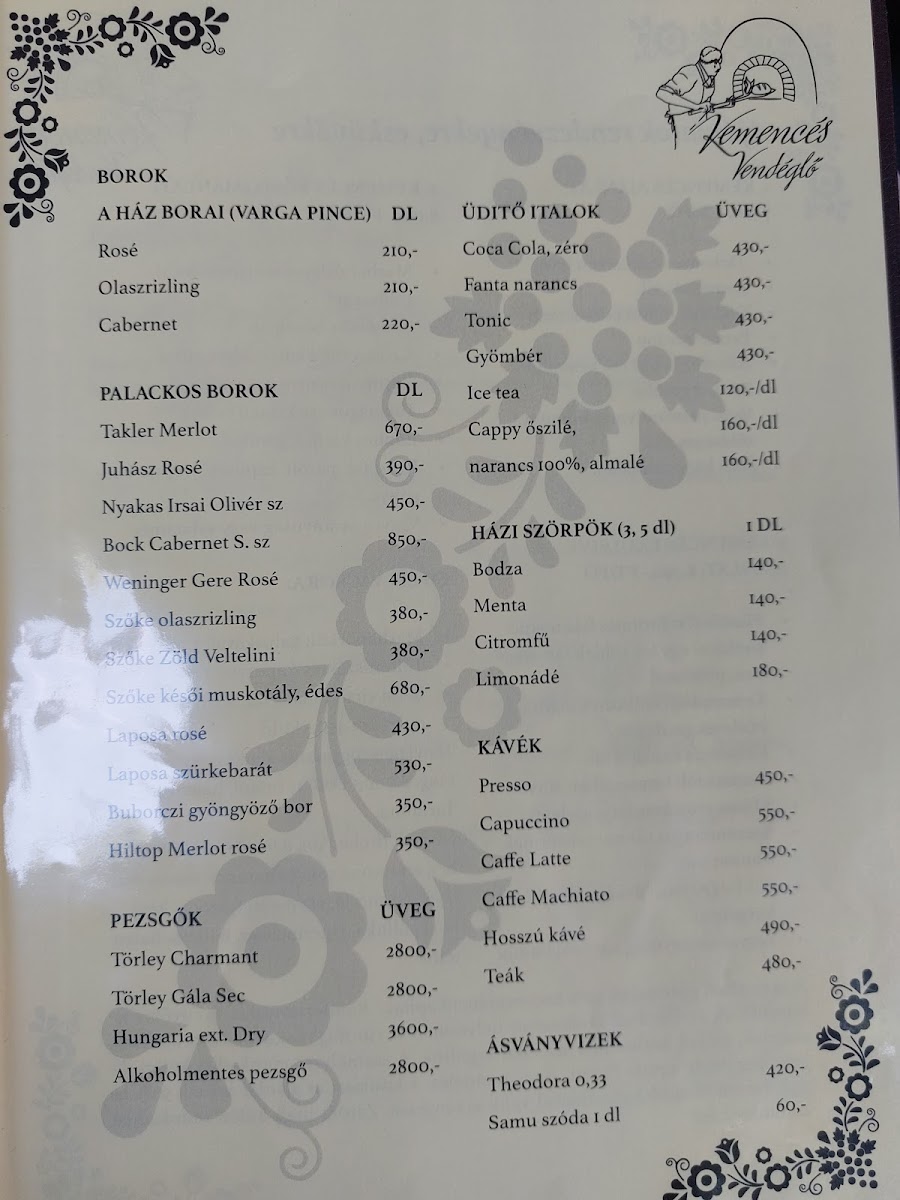 Kemencés
Vendéglő
BOROK
A HÁZ BORAI (VARGA PINCE) DL
Rosé 210,-
Olaszrizling 210,-
Cabernet 220,-
PALACKOS BOROK DL
Takler Merlot 670,-
Juhász Rosé 390,-
Nyakas Irsai Olivér sz 450,-
Bock Cabernet S. sz 850,-
Weninger Gere Rosé 450,-
Szőke olaszrizling 380,-
Szőke Zöld Veltelini 380,-
Szőke késői muskotály, édes 680,-
Laposa rosé 430,-
Laposa szürkebarát 530,-
Buborczi gyöngyöző bor 350,-
Hiltop Merlot rosé 350,-
PEZSGŐK ÜVEG
Törley Charmant 2800,-
Törley Gála Sec 2800,-
Hungaria ext. Dry 3600,-
Alkoholmentes pezsgő 2800,-
ÜDITŐ ITALOK ÜVEG
Coca Cola, zéro 430,-
Fanta narancs 430,-
Tonic 430,-
Gyömbér 430,-
Ice tea 120,-/dl
Cappy őszilé, 160,-/dl
narancs 100%, almalé 160,-/dl
HÁZI SZÖRPÖK (3, 5 dl) 1 DL
Bodza 140,-
Menta 140,-
Citromfű 140,-
Limonádé 180,-
KÁVÉK
Presso 450,-
Capuccino 550,-
Caffe Latte 550,-
Caffe Machiato 550,-
Hosszú kávé 490,-
Teák 480,-
ÁSVÁNYVIZEK
Theodora 0,33 420,-
Samu szóda 1 dl 60,-